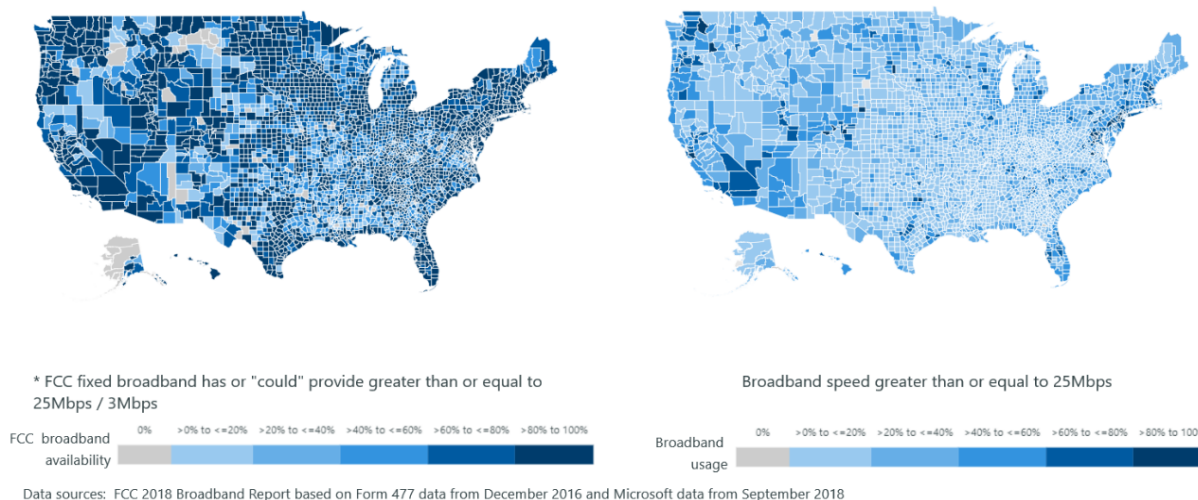 * FCC fixed broadband has or "could" provide greater than or equal to
25Mbps / 3Mbps
FCC broadband
availability
0% >0% to <=20% >20% to <=40% >40% to <=60% >60% to <=80% >80% to 100%
Broadband speed greater than or equal to 25Mbps
Broadband
usage
0% >0% to <=20% >20% to <=40% >40% to <=60% >60% to <=80% >80% to 100
Data sources: FCC 2018 Broadband Report based on Form 477 data from December 2016 and Microsoft data from September 2018